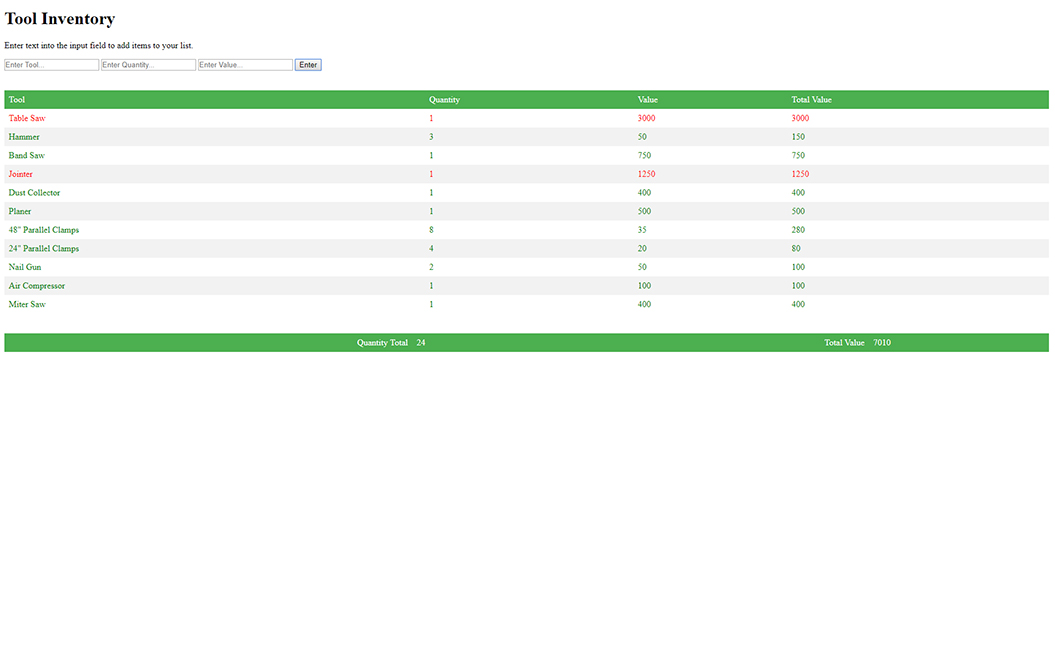 Tool Inventory
Enter text into the input field to add items to your list.
Enter Tool... Enter Quantity... Enter Value... Enter
Tool Quantity Value Total Value
Table Saw 1 3000 3000
Hammer 3 50 150
Band Saw 1 750 750
Jointer 1 1250 1250
Dust Collector 1 400 400
Planer 1 500 500
48" Parallel Clamps 8 35 280
24" Parallel Clamps 4 20 80
Nail Gun 2 50 100
Air Compressor 1 100 100
Miter Saw 1 400 400
Quantity Total 24 Total Value 7010